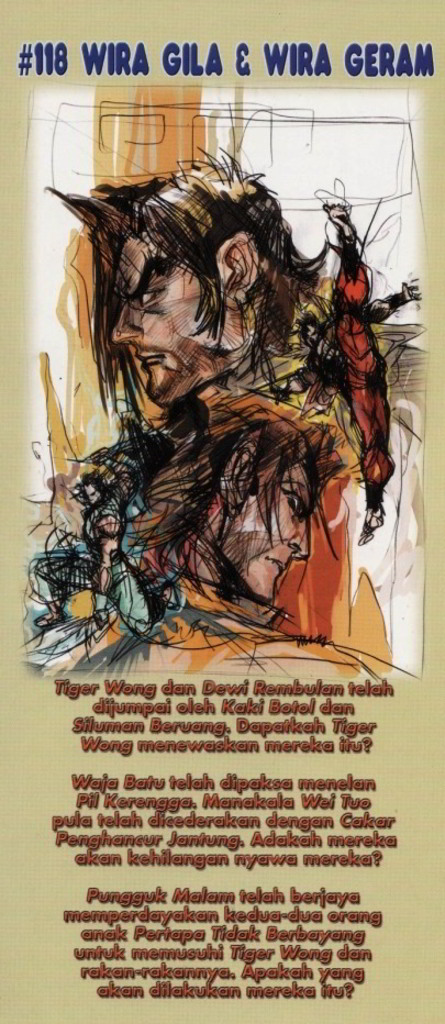 #118 WIRA GILA & WIRA GERAM
Tiger Wong dan Dewi Rembulan telah
dijumpai oleh Kaki Botol dan
Siluman Beruang. Dapatkah Tiger
Wong menewaskan mereka itu?
Waja Batu telah dipaksa menelan
Pil Kerengga. Manakala Wei Tuo
pula telah dicederakan dengan Cakar
Penghancur Jantung. Adakah mereka
akan kehilangan nyawa mereka?
Pungguk Malam telah berjaya
memperdayakan kedua-dua orang
anak Pertapa Tidak Berbayang
untuk memusuhi Tiger Wong dan
rakan-rakannya. Apakah yang
akan dilakukan mereka itu?